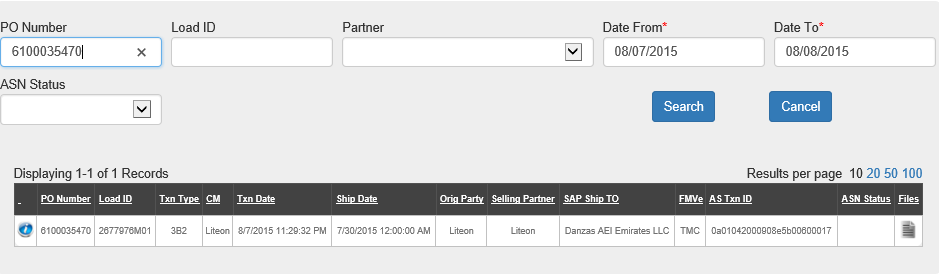 PO Number Load ID Partner Date From* Date To*
6100035470 08/07/2015 08/08/2015
ASN Status
Search Cancel
Displaying 1-1 of 1 Records Results per page 10 20 50 100
PO Number Load ID Txn Type CM Txn Date Ship Date Orig Party Selling Partner SAP Ship TO FMVe AS Txn ID ASN Status Files
6100035470 2677976M01 3B2 Liteon 8/7/2015 11:29:32 PM 7/30/2015 12:00:00 AM Liteon Liteon Danzas AEI Emirates LLC TMC 0a01042000908e5b00600017